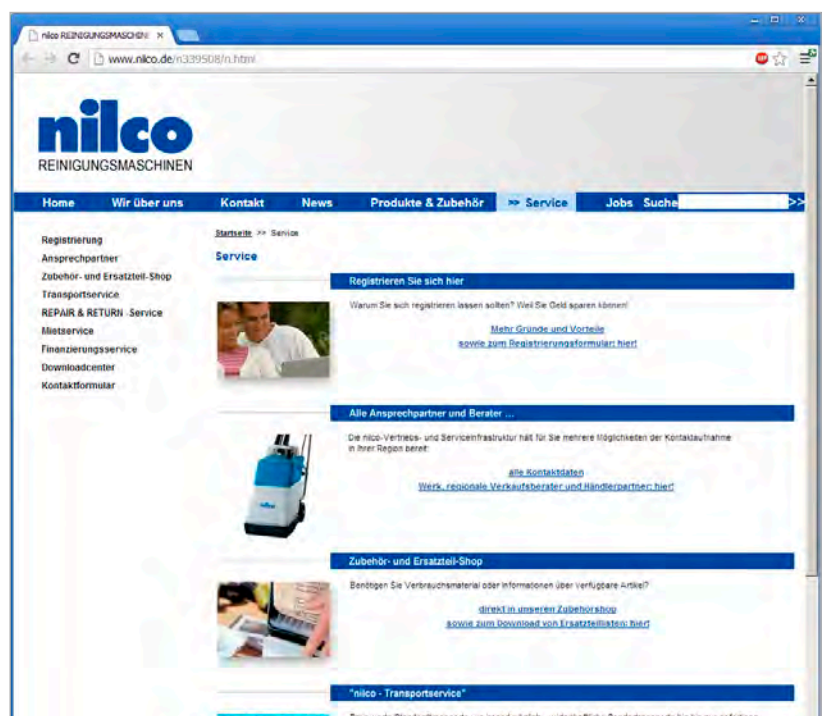 nilco REINIGUNGSMASCHINE
www.nilco.de/n339508/n.html
nilco
REINIGUNGSMASCHINEN
Home Wir über uns Kontakt News Produkte & Zubehör >> Service Jobs Suche >>
Registrierung
Ansprechpartner
Zubehör- und Ersatzteil-Shop
Transportservice
REPAIR & RETURN -Service
Mietservice
Finanzierungsservice
Downloadcenter
Kontaktformular
Startseite >> Service
Service
Registrieren Sie sich hier
Warum Sie sich registrieren lassen sollten? Weil Sie Geld sparen können!
Mehr Gründe und Vorteile
sowie zum Registrierungsformular: hier!
Alle Ansprechpartner und Berater ...
Die nilco-Vertriebs- und Serviceinfrastruktur hält für Sie mehrere Möglichkeiten der Kontaktaufnahme
in Ihrer Region bereit:
alle Kontaktdaten
Werk, regionale Verkaufsberater und Händlerpartner: hier!
nilco
Zubehör- und Ersatzteil-Shop
Benötigen Sie Verbrauchsmaterial oder Informationen über verfügbare Artikel?
direkt in unseren Zubehörshop
sowie zum Download von Ersatzteillisten: hier!
"nilco - Transportservice"